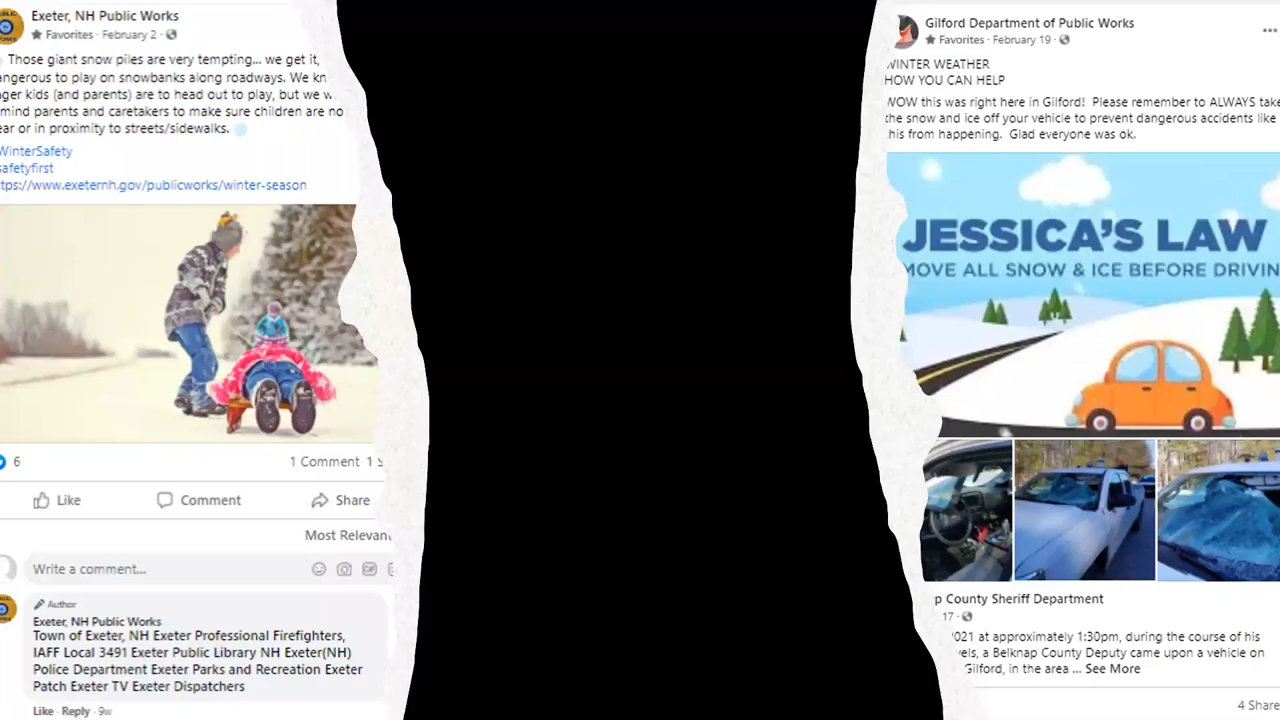 Exeter, NH Public Works
Favorites · February 2 ·
Those giant snow piles are very tempting... we get it,
angerous to play on snowbanks along roadways. We kn
ger kids (and parents) are to head out to play, but we w
mind parents and caretakers to make sure children are no
ear or in proximity to streets/sidewalks.
WinterSafety
safetyfirst
tps://www.exeternh.gov/publicworks/winter-season
6
1 Comment 1 S
Like
Comment
Share
Most Relevan
Write a comment...
GIF
Author
Exeter, NH Public Works
Town of Exeter, NH Exeter Professional Firefighters,
IAFF Local 3491 Exeter Public Library NH Exeter(NH)
Police Department Exeter Parks and Recreation Exeter
Patch Exeter TV Exeter Dispatchers
Like · Reply · 9w
Gilford Department of Public Works
Favorites · February 19 ·
WINTER WEATHER
HOW YOU CAN HELP
WOW this was right here in Gilford! Please remember to ALWAYS take
the snow and ice off your vehicle to prevent dangerous accidents like
this from happening. Glad everyone was ok.
JESSICA'S LAW
MOVE ALL SNOW & ICE BEFORE DRIVIN
p County Sheriff Department
17 ·
2021 at approximately 1:30pm, during the course of his
vels, a Belknap County Deputy came upon a vehicle on
Gilford, in the area ... See More
4 Share